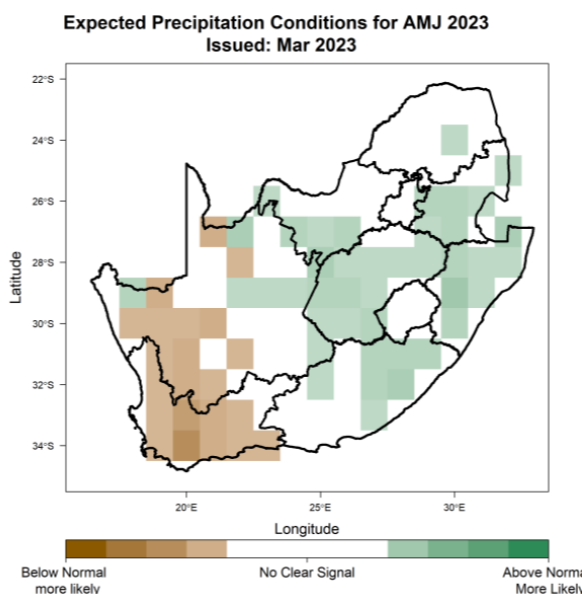 Expected Precipitation Conditions for AMJ 2023
Issued: Mar 2023
22°S
24°S
26°S
28°S
30°S
32°S
34°S
Latitude
20°E 25°E 30°E
Longitude
Below Normal No Clear Signal Above Norma
more likely More Likely